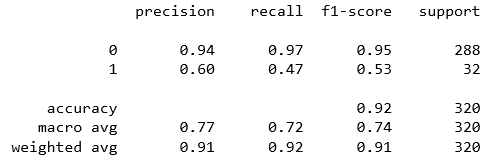 precision recall f1-score support
0 0.94 0.97 0.95 288
1 0.60 0.47 0.53 32
accuracy 0.92 320
macro avg 0.77 0.72 0.74 320
weighted avg 0.91 0.92 0.91 320